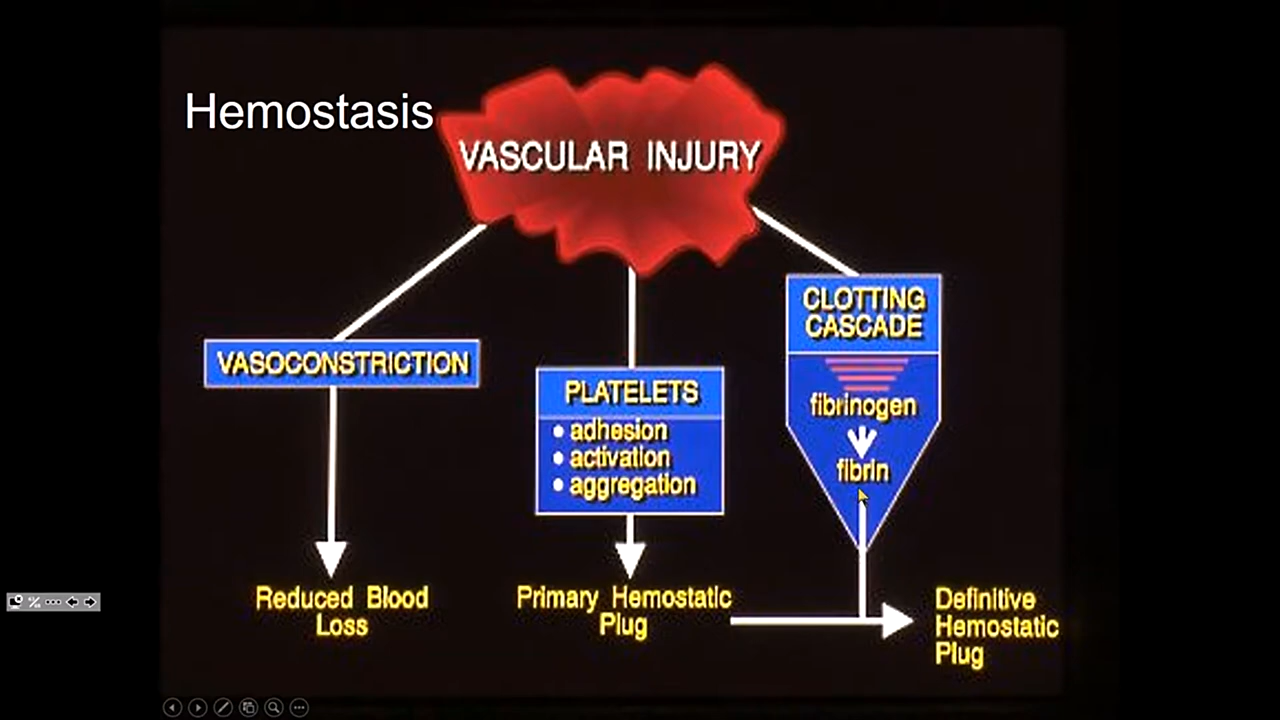 Hemostasis
VASCULAR INJURY
VASOCONSTRICTION
Reduced Blood
Loss
PLATELETS
• adhesion
• activation
• aggregation
Primary Hemostatic
Plug
CLOTTING
CASCADE
fibrinogen
fibrin
Definitive
Hemostatic
Plug